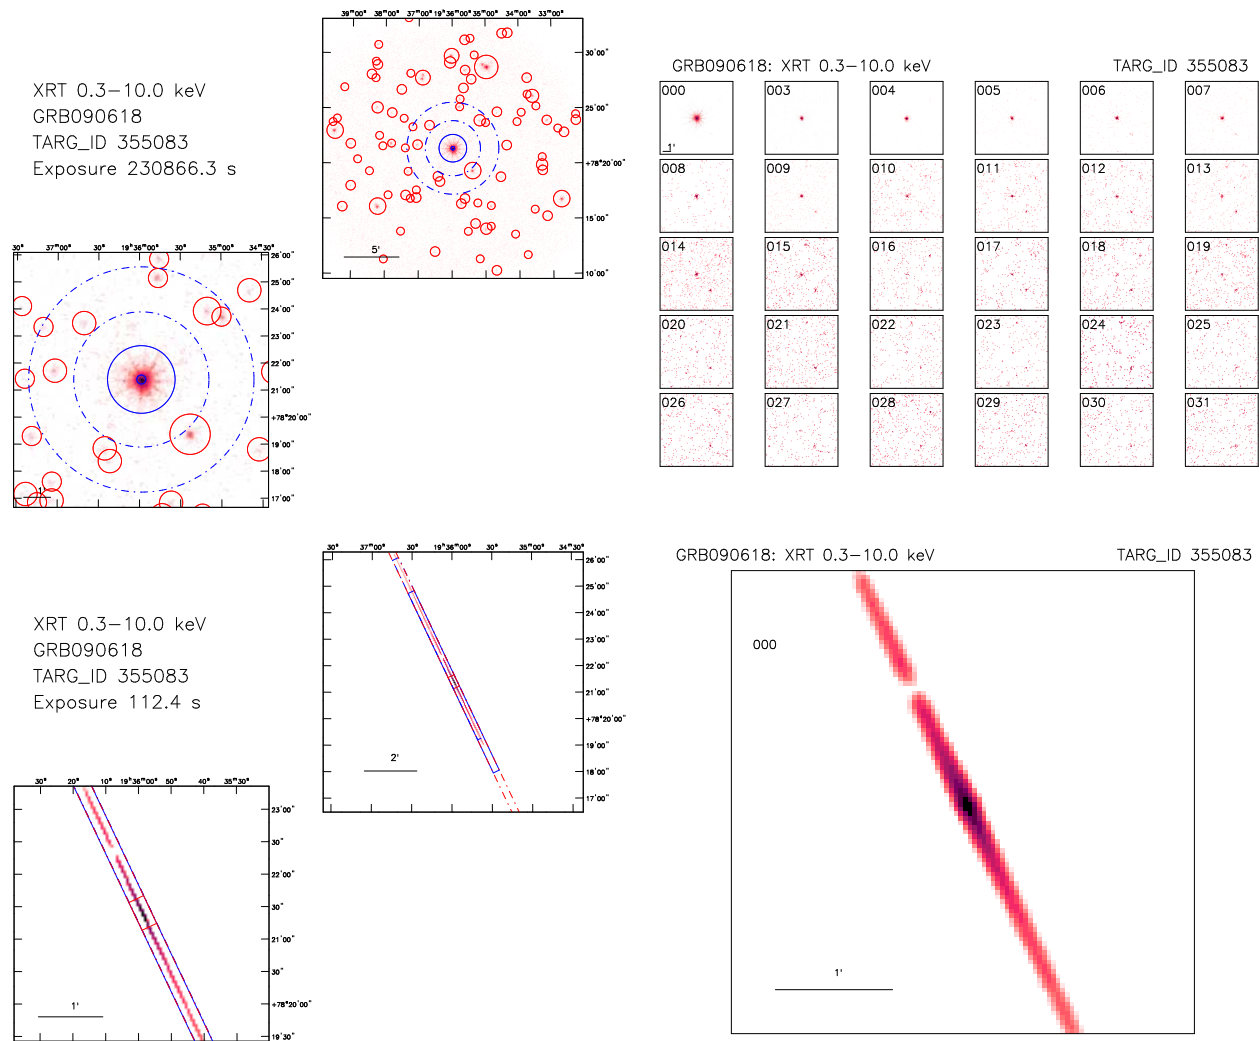 XRT 0.3−10.0 keV
GRB090618
TARG_ID 355083
Exposure 230866.3 s
39ᵐ00ˢ 38ᵐ00ˢ 37ᵐ00ˢ 19ʰ36ᵐ00ˢ 35ᵐ00ˢ 34ᵐ00ˢ 33ᵐ00ˢ
30'00"
25'00"
+78°20'00"
15'00"
10'00"
5'
30ˢ 37ᵐ00ˢ 30ˢ 19ʰ36ᵐ00ˢ 30ˢ 35ᵐ00ˢ 34ᵐ30ˢ
26'00"
25'00"
24'00"
23'00"
22'00"
21'00"
+78°20'00"
19'00"
18'00"
17'00"
1'
GRB090618: XRT 0.3−10.0 keV TARG_ID 355083
000 003 004 005 006 007
1'
008 009 010 011 012 013
014 015 016 017 018 019
020 021 022 023 024 025
026 027 028 029 030 031
XRT 0.3−10.0 keV
GRB090618
TARG_ID 355083
Exposure 112.4 s
30ˢ 37ᵐ00ˢ 30ˢ 19ʰ36ᵐ00ˢ 30ˢ 35ᵐ00ˢ 34ᵐ30ˢ
26'00"
25'00"
24'00"
23'00"
22'00"
21'00"
+78°20'00"
19'00"
18'00"
17'00"
2'
30ˢ 20ˢ 10ˢ 19ʰ36ᵐ00ˢ 50ˢ 40ˢ 35ᵐ30ˢ
23'00"
30"
22'00"
30"
21'00"
30"
+78°20'00"
19'30"
1'
GRB090618: XRT 0.3−10.0 keV TARG_ID 355083
000
1'